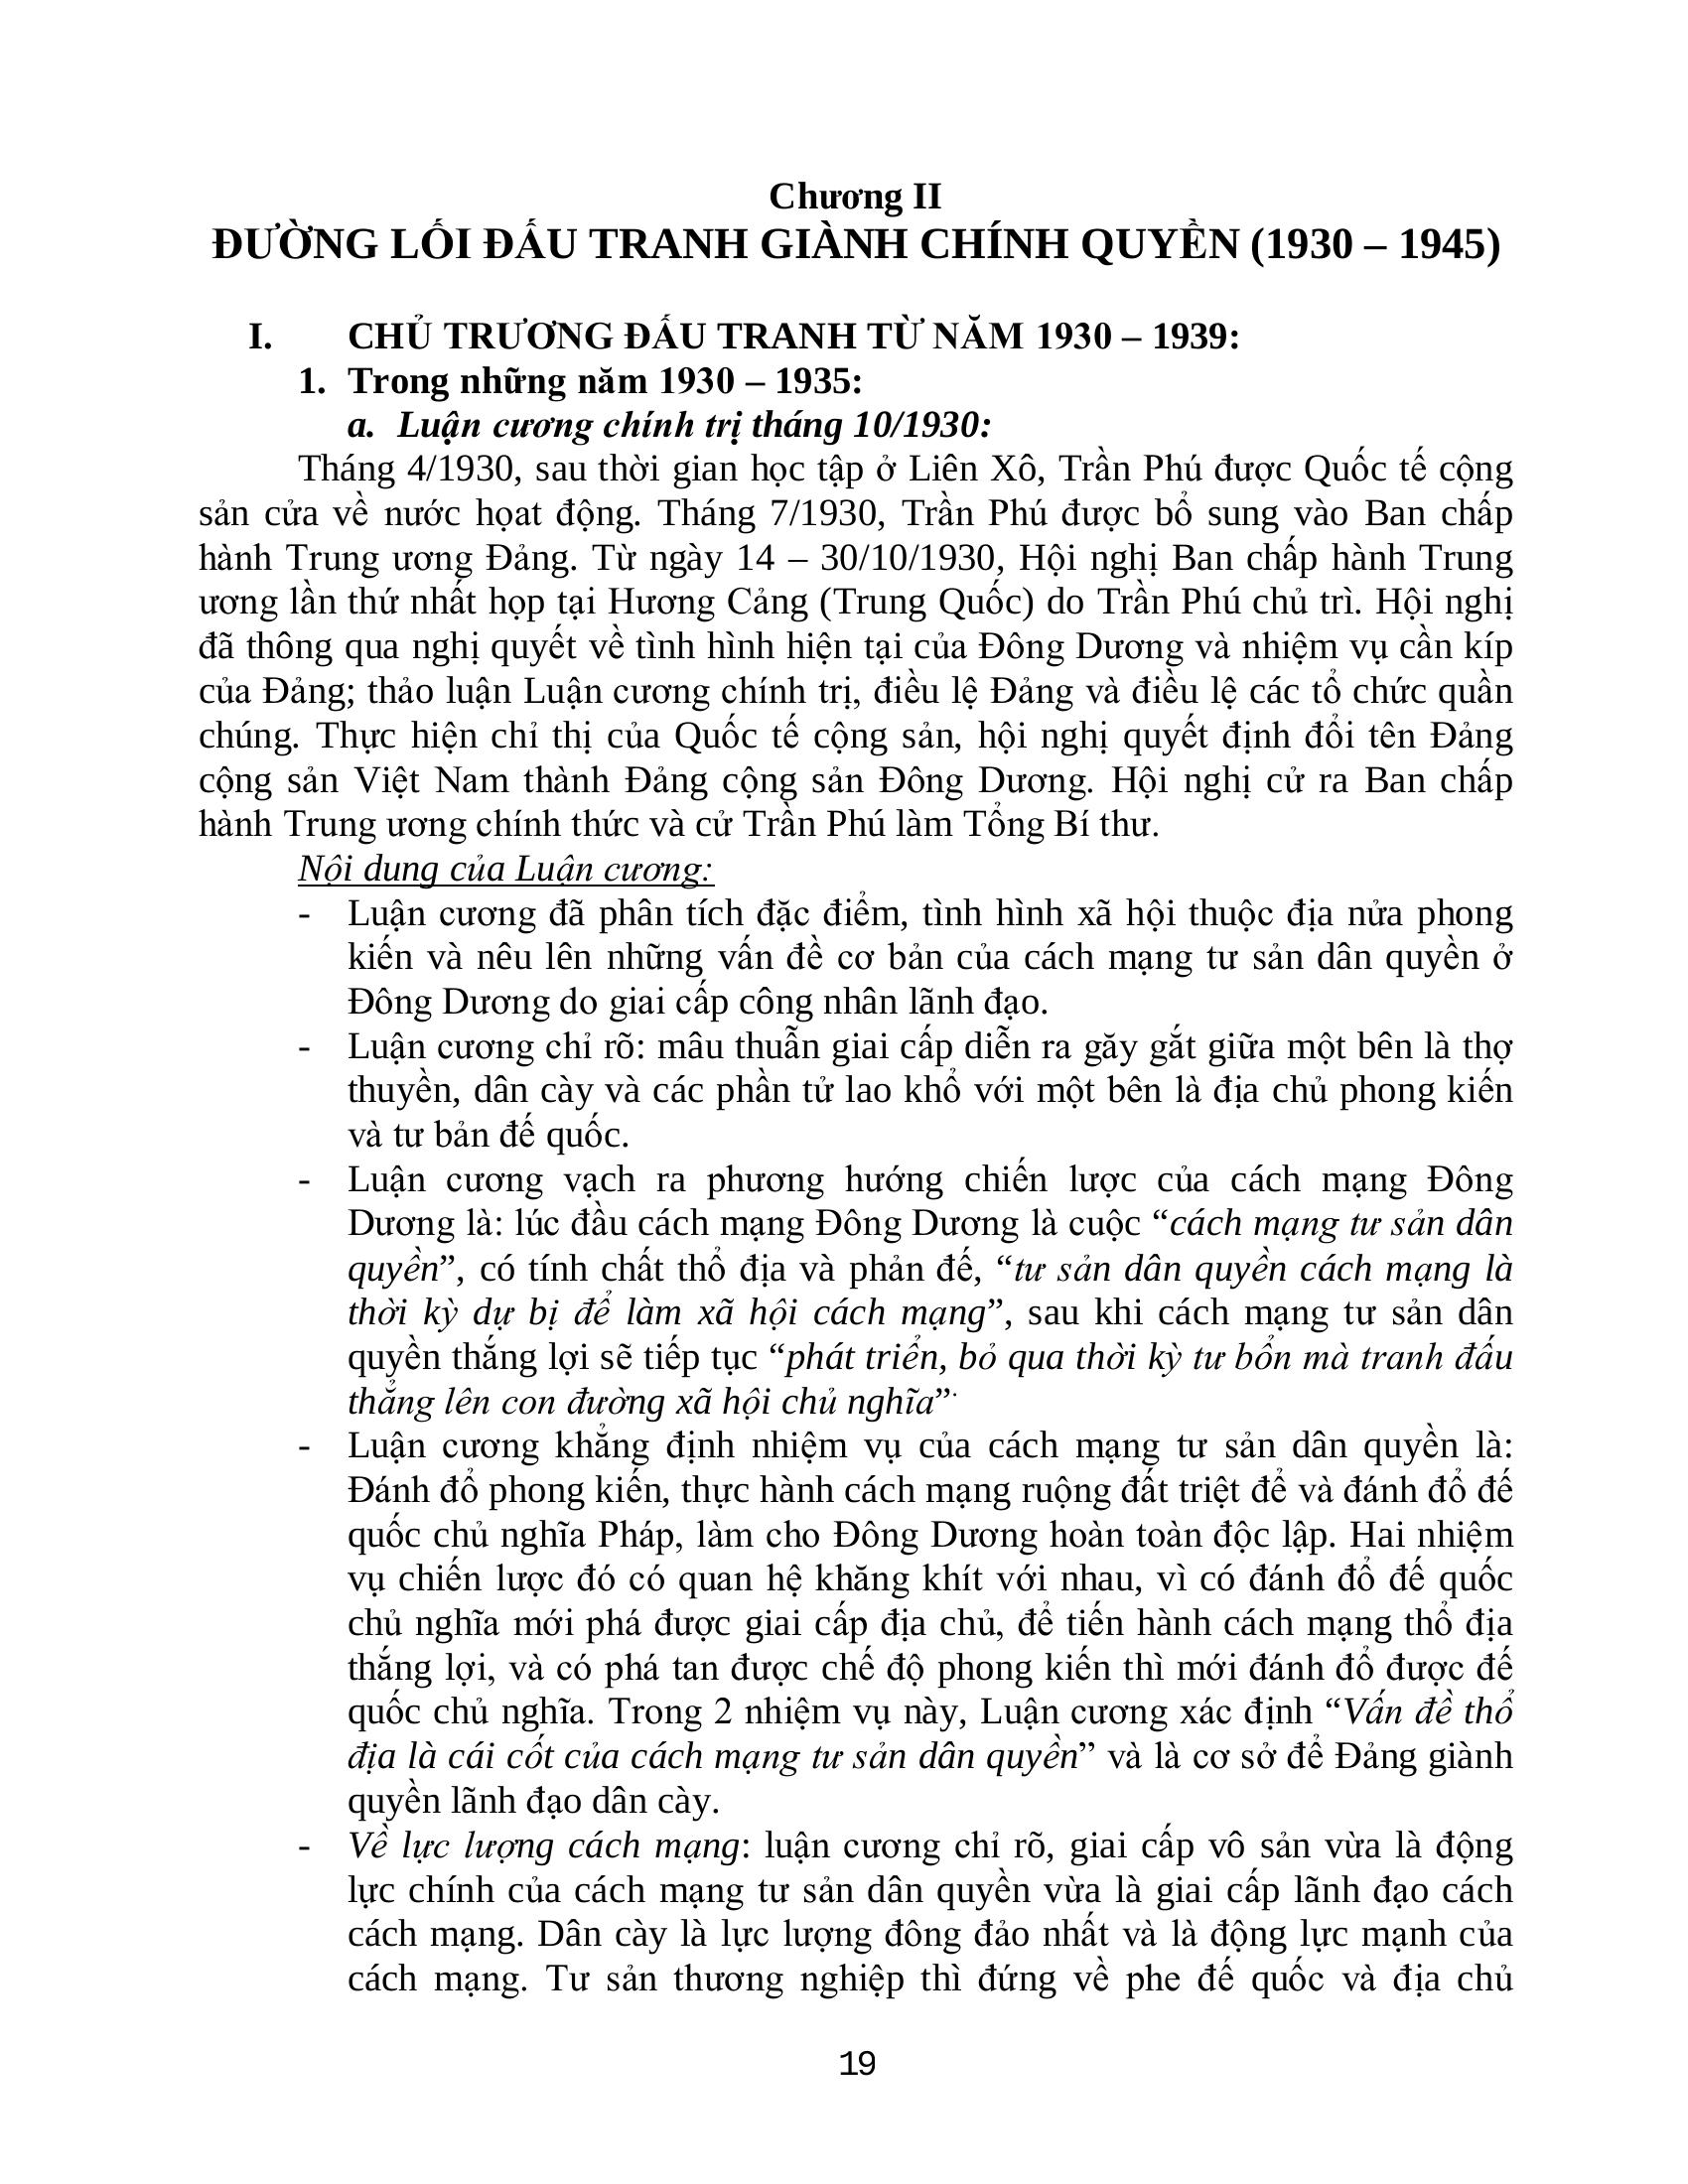 Chương II
ĐƯỜNG LỐI ĐẤU TRANH GIÀNH CHÍNH QUYỀN (1930 – 1945)
I. CHỦ TRƯƠNG ĐẤU TRANH TỪ NĂM 1930 – 1939:
1. Trong những năm 1930 – 1935:
a. Luận cương chính trị tháng 10/1930:
Tháng 4/1930, sau thời gian học tập ở Liên Xô, Trần Phú được Quốc tế cộng
sản cửa về nước họat động. Tháng 7/1930, Trần Phú được bổ sung vào Ban chấp
hành Trung ương Đảng. Từ ngày 14 – 30/10/1930, Hội nghị Ban chấp hành Trung
ương lần thứ nhất họp tại Hương Cảng (Trung Quốc) do Trần Phú chủ trì. Hội nghị
đã thông qua nghị quyết về tình hình hiện tại của Đông Dương và nhiệm vụ cần kíp
của Đảng; thảo luận Luận cương chính trị, điều lệ Đảng và điều lệ các tổ chức quần
chúng. Thực hiện chỉ thị của Quốc tế cộng sản, hội nghị quyết định đổi tên Đảng
cộng sản Việt Nam thành Đảng cộng sản Đông Dương. Hội nghị cử ra Ban chấp
hành Trung ương chính thức và cử Trần Phú làm Tổng Bí thư.
Nội dung của Luận cương:
- Luận cương đã phân tích đặc điểm, tình hình xã hội thuộc địa nửa phong
kiến và nêu lên những vấn đề cơ bản của cách mạng tư sản dân quyền ở
Đông Dương do giai cấp công nhân lãnh đạo.
- Luận cương chỉ rõ: mâu thuẫn giai cấp diễn ra găy gắt giữa một bên là thợ
thuyền, dân cày và các phần tử lao khổ với một bên là địa chủ phong kiến
và tư bản đế quốc.
- Luận cương vạch ra phương hướng chiến lược của cách mạng Đông
Dương là: lúc đầu cách mạng Đông Dương là cuộc “cách mạng tư sản dân
quyền”, có tính chất thổ địa và phản đế, “tư sản dân quyền cách mạng là
thời kỳ dự bị để làm xã hội cách mạng”, sau khi cách mạng tư sản dân
quyền thắng lợi sẽ tiếp tục “phát triển, bỏ qua thời kỳ tư bổn mà tranh đấu
thẳng lên con đường xã hội chủ nghĩa”.
- Luận cương khẳng định nhiệm vụ của cách mạng tư sản dân quyền là:
Đánh đổ phong kiến, thực hành cách mạng ruộng đất triệt để và đánh đổ đế
quốc chủ nghĩa Pháp, làm cho Đông Dương hoàn toàn độc lập. Hai nhiệm
vụ chiến lược đó có quan hệ khăng khít với nhau, vì có đánh đổ đế quốc
chủ nghĩa mới phá được giai cấp địa chủ, để tiến hành cách mạng thổ địa
thắng lợi, và có phá tan được chế độ phong kiến thì mới đánh đổ được đế
quốc chủ nghĩa. Trong 2 nhiệm vụ này, Luận cương xác định “Vấn đề thổ
địa là cái cốt của cách mạng tư sản dân quyền” và là cơ sở để Đảng giành
quyền lãnh đạo dân cày.
- Về lực lượng cách mạng: luận cương chỉ rõ, giai cấp vô sản vừa là động
lực chính của cách mạng tư sản dân quyền vừa là giai cấp lãnh đạo cách
cách mạng. Dân cày là lực lượng đông đảo nhất và là động lực mạnh của
cách mạng. Tư sản thương nghiệp thì đứng về phe đế quốc và địa chủ
19